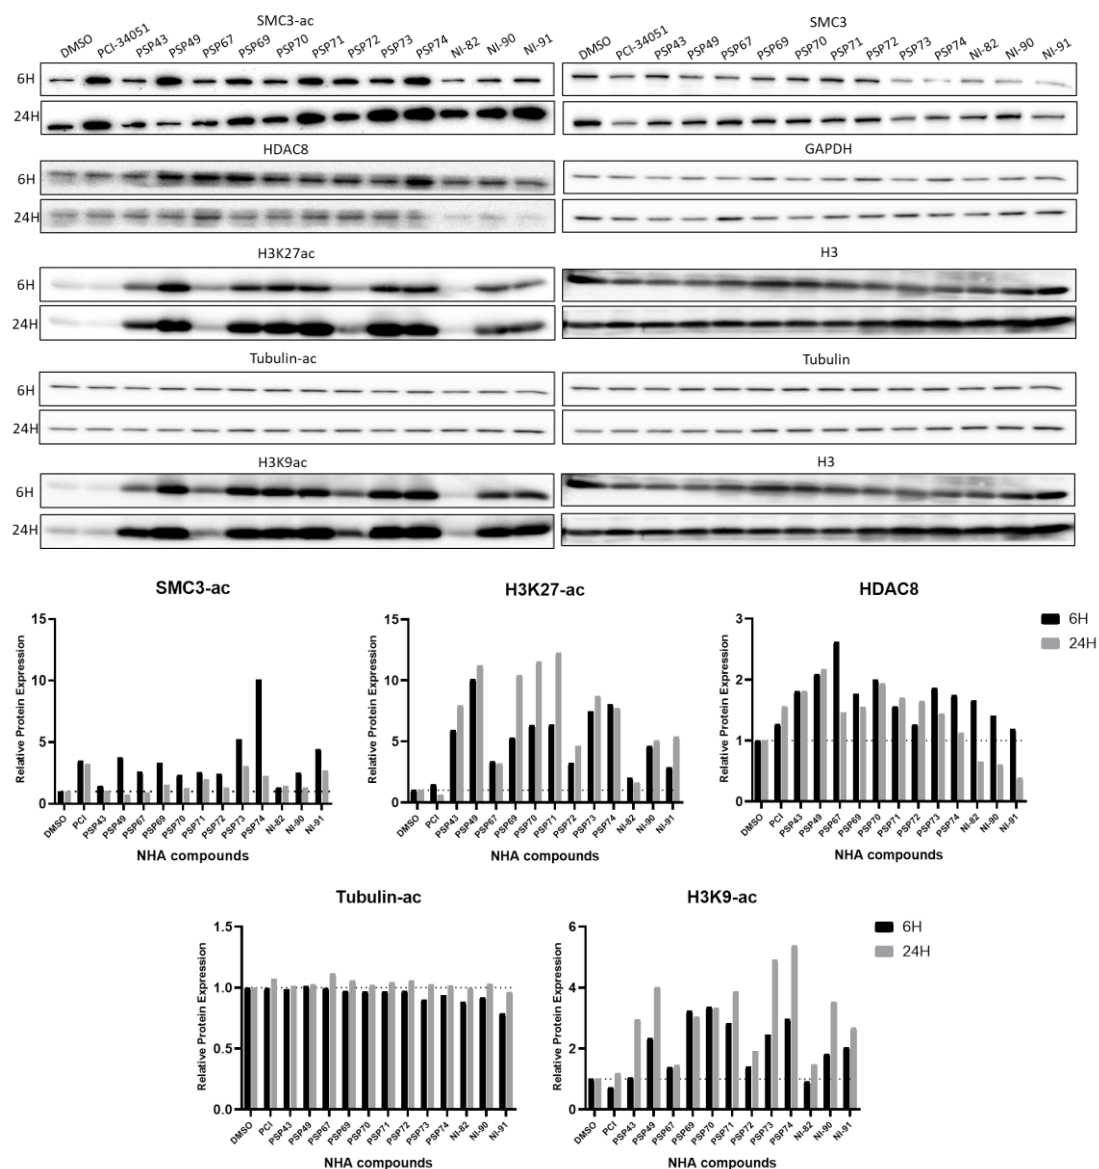 SMC3-ac
DMSO PCI-34051 PSP43 PSP49 PSP67 PSP69 PSP70 PSP71 PSP72 PSP73 PSP74 NI-82 NI-90 NI-91
6H
24H
SMC3
DMSO PCI-34051 PSP43 PSP49 PSP67 PSP69 PSP70 PSP71 PSP72 PSP73 PSP74 NI-82 NI-90 NI-91
HDAC8
6H
24H
GAPDH
H3K27ac
6H
24H
H3
Tubulin-ac
6H
24H
Tubulin
H3K9ac
6H
24H
H3
SMC3-ac
Relative Protein Expression
15
10
5
0
DMSO PCI PSP43 PSP49 PSP67 PSP69 PSP70 PSP71 PSP72 PSP73 PSP74 NI-82 NI-90 NI-91
NHA compounds
H3K27-ac
Relative Protein Expression
15
10
5
0
DMSO PCI PSP43 PSP49 PSP67 PSP69 PSP70 PSP71 PSP72 PSP73 PSP74 NI-82 NI-90 NI-91
NHA compounds
HDAC8
Relative Protein Expression
3
2
1
0
DMSO PCI PSP43 PSP49 PSP67 PSP69 PSP70 PSP71 PSP72 PSP73 PSP74 NI-82 NI-90 NI-91
NHA compounds
6H
24H
Tubulin-ac
Relative Protein Expression
1.5
1.0
0.5
0.0
DMSO PCI PSP43 PSP49 PSP67 PSP69 PSP70 PSP71 PSP72 PSP73 PSP74 NI-82 NI-90 NI-91
NHA compounds
H3K9-ac
Relative Protein Expression
6
4
2
0
DMSO PCI PSP43 PSP49 PSP67 PSP69 PSP70 PSP71 PSP72 PSP73 PSP74 NI-82 NI-90 NI-91
NHA compounds
6H
24H